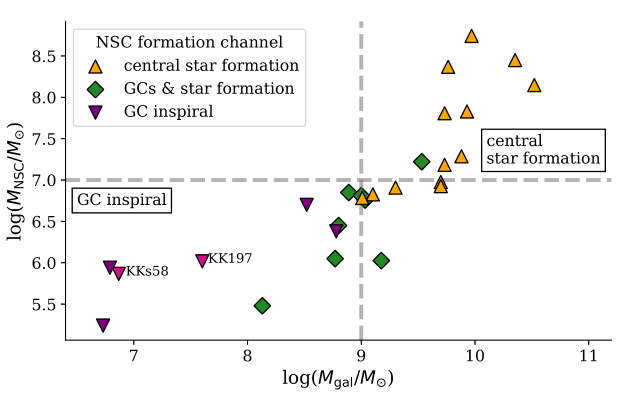 NSC formation channel
central star formation
GCs & star formation
GC inspiral
central
star formation
GC inspiral
KK197
KKs58
8.5
8.0
7.5
7.0
6.5
6.0
5.5
log(M_NSC/M_⊙)
7 8 9 10 11
log(M_gal/M_⊙)